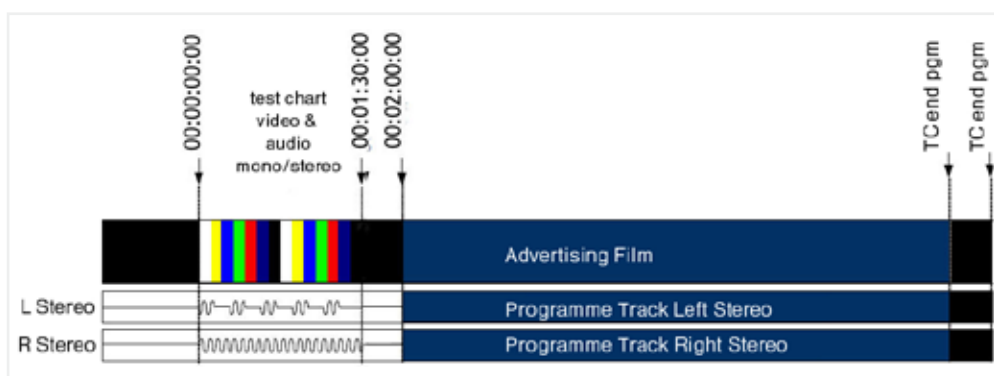 00:00:00:00
test chart
video &
audio
mono/stereo
00:01:30:00
00:02:00:00
TC end pgm
TC end pgm
Advertising Film
L Stereo
Programme Track Left Stereo
R Stereo
Programme Track Right Stereo